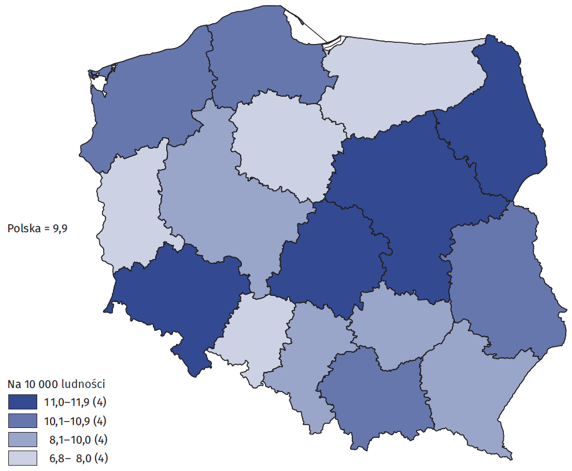 Polska = 9,9
Na 10 000 ludności
11,0–11,9 (4)
10,1–10,9 (4)
8,1–10,0 (4)
6,8– 8,0 (4)